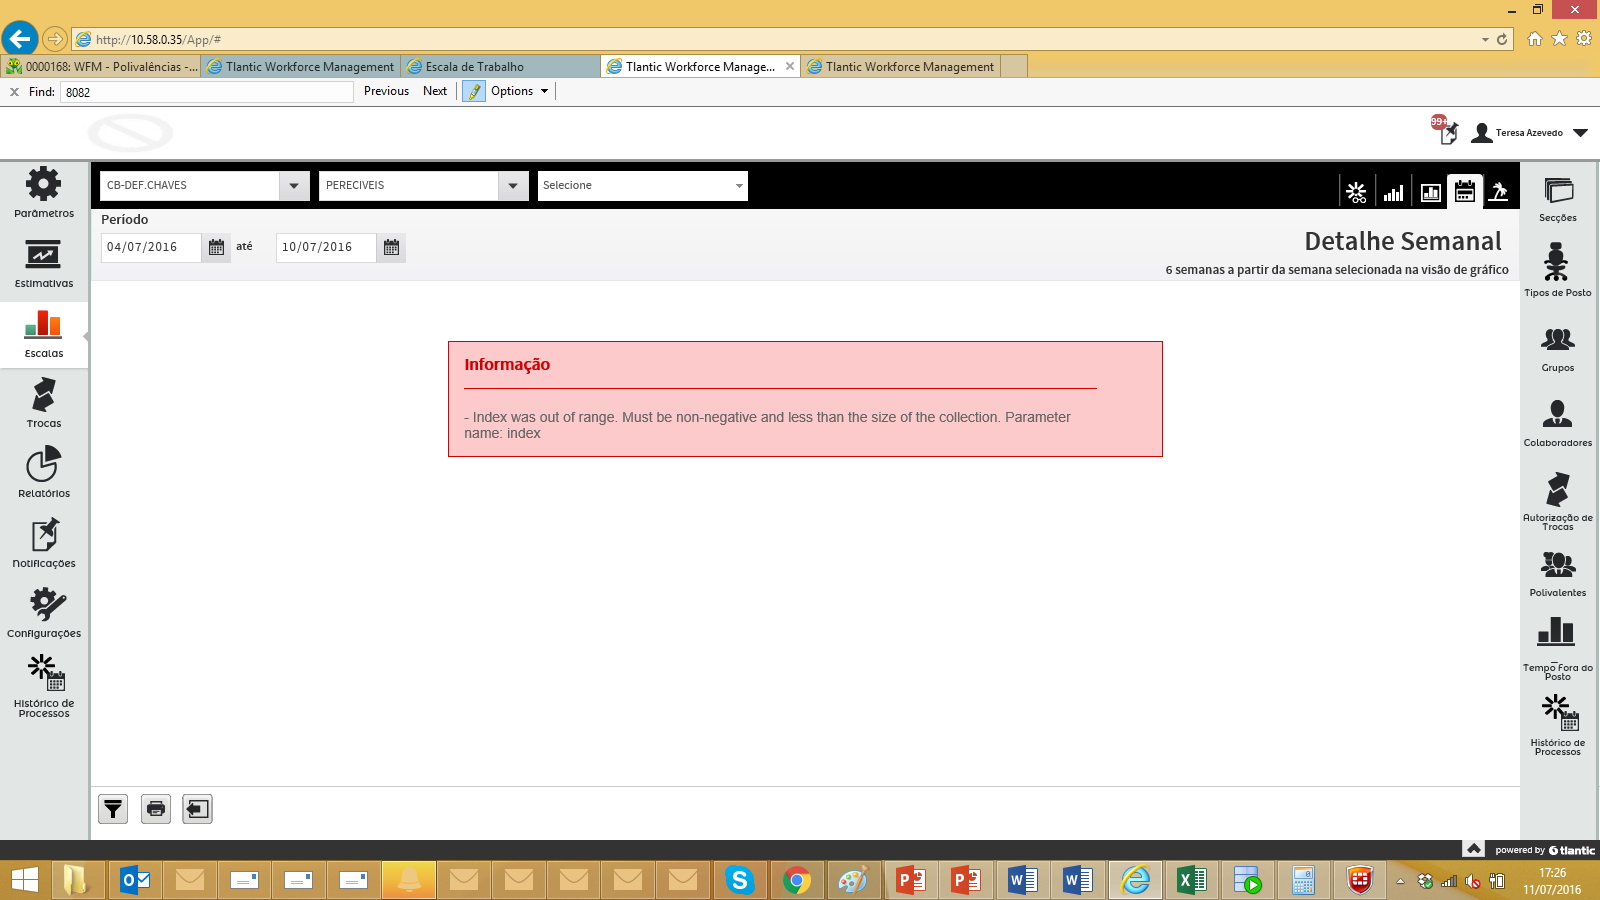 http://10.58.0.35/App/#
0000168: WFM - Polivalências -...
Tlantic Workforce Management
Escala de Trabalho
Tlantic Workforce Manage...
Tlantic Workforce Management
Find:
8082
Previous
Next
Options
99+
Teresa Azevedo
CB-DEF.CHAVES
PERECIVEIS
Selecione
Período
04/07/2016
até
10/07/2016
Detalhe Semanal
6 semanas a partir da semana selecionada na visão de gráfico
Parâmetros
Estimativas
Escalas
Trocas
Relatórios
Notificações
Configurações
Histórico de
Processos
Informação
- Index was out of range. Must be non-negative and less than the size of the collection. Parameter
name: index
Secções
Tipos de Posto
Grupos
Colaboradores
Autorização de
Trocas
Polivalentes
Tempo Fora do
Posto
Histórico de
Processos
powered by tlantic
17:26
11/07/2016